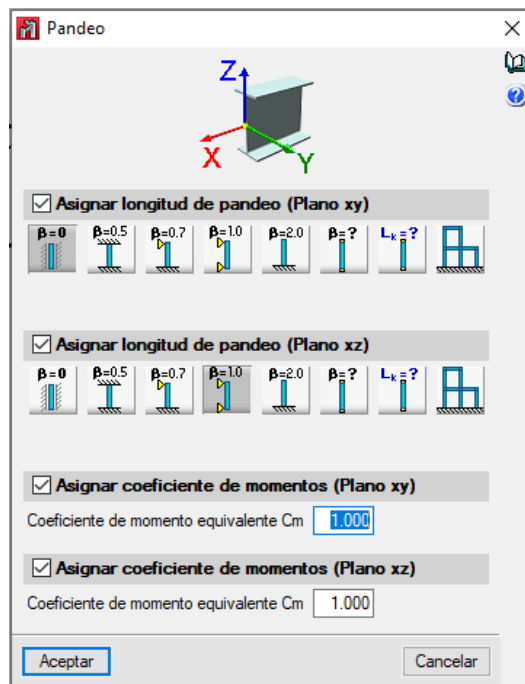 Pandeo
Z
X
Y
Asignar longitud de pandeo (Plano xy)
β=0 β=0.5 β=0.7 β=1.0 β=2.0 β=? Lk=?
Asignar longitud de pandeo (Plano xz)
β=0 β=0.5 β=0.7 β=1.0 β=2.0 β=? Lk=?
Asignar coeficiente de momentos (Plano xy)
Coeficiente de momento equivalente Cm 1.000
Asignar coeficiente de momentos (Plano xz)
Coeficiente de momento equivalente Cm 1.000
Aceptar Cancelar